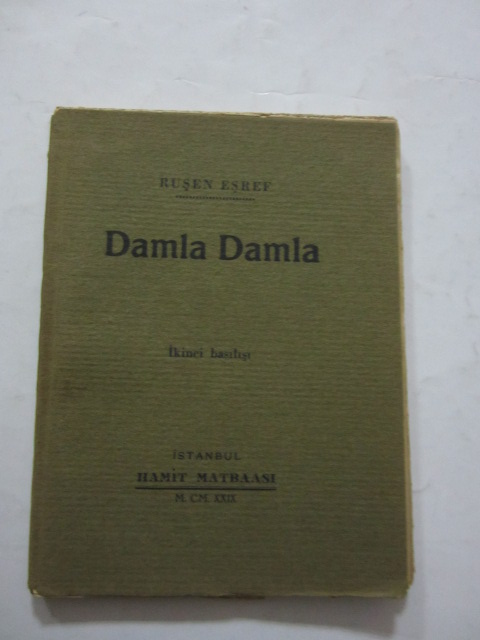 RUŞEN EŞREF
Damla Damla
İkinci basılışı
İSTANBUL
HAMİT MATBAASI
M. CM. XXIX